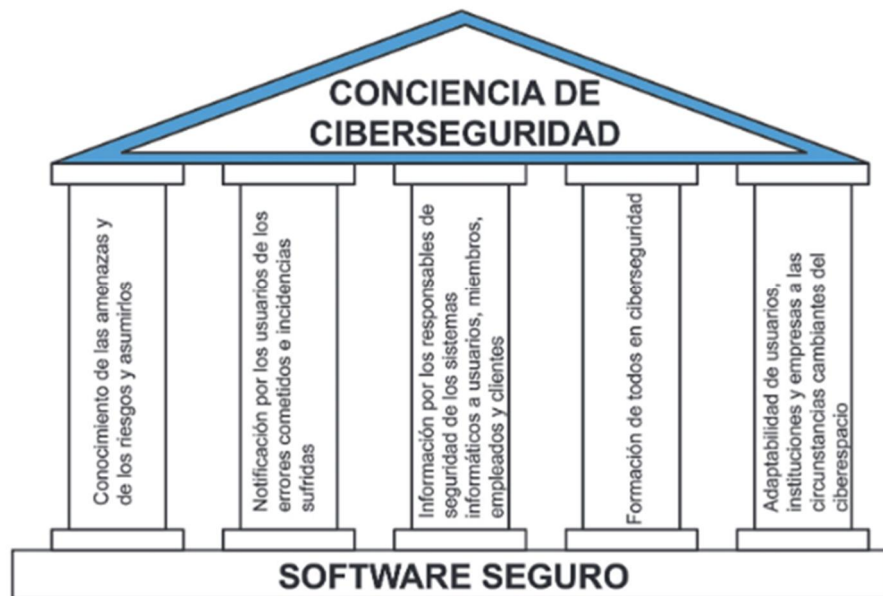 CONCIENCIA DE
CIBERSEGURIDAD
Conocimiento de las amenazas y
de los riesgos y asumirlos
Notificación por los usuarios de los
errores cometidos e incidencias
sufridas
Información por los responsables de
seguridad de los sistemas
informáticos a usuarios, miembros,
empleados y clientes
Formación de todos en ciberseguridad
Adaptabilidad de usuarios,
instituciones y empresas a las
circunstancias cambiantes del
ciberespacio
SOFTWARE SEGURO